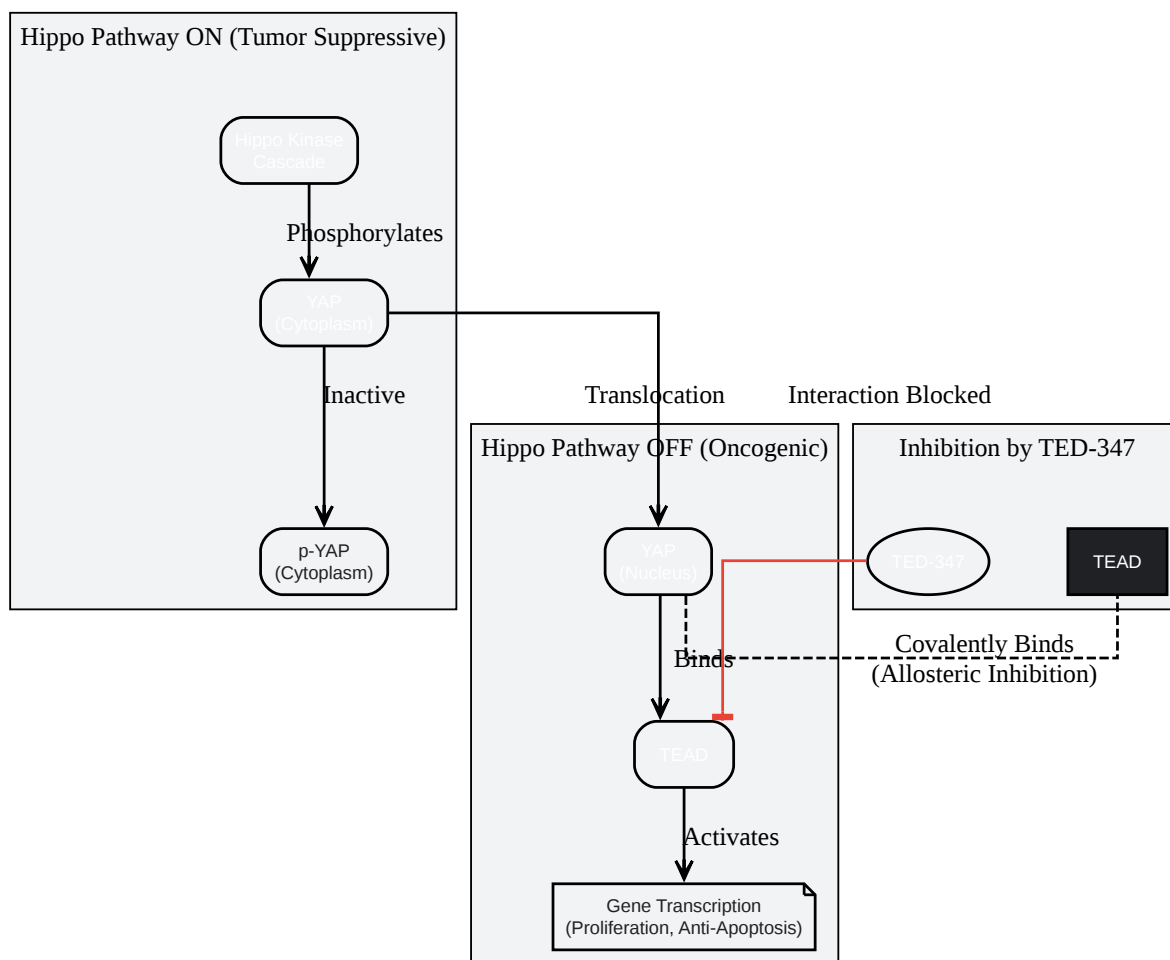 Hippo Pathway ON (Tumor Suppressive)
Hippo Kinase
Cascade
Phosphorylates
YAP
(Cytoplasm)
Inactive
Translocation
Interaction Blocked
p-YAP
(Cytoplasm)
Hippo Pathway OFF (Oncogenic)
YAP
(Nucleus)
Binds
TEAD
Activates
Gene Transcription
(Proliferation, Anti-Apoptosis)
Inhibition by TED-347
TED-347
TEAD
Covalently Binds
(Allosteric Inhibition)